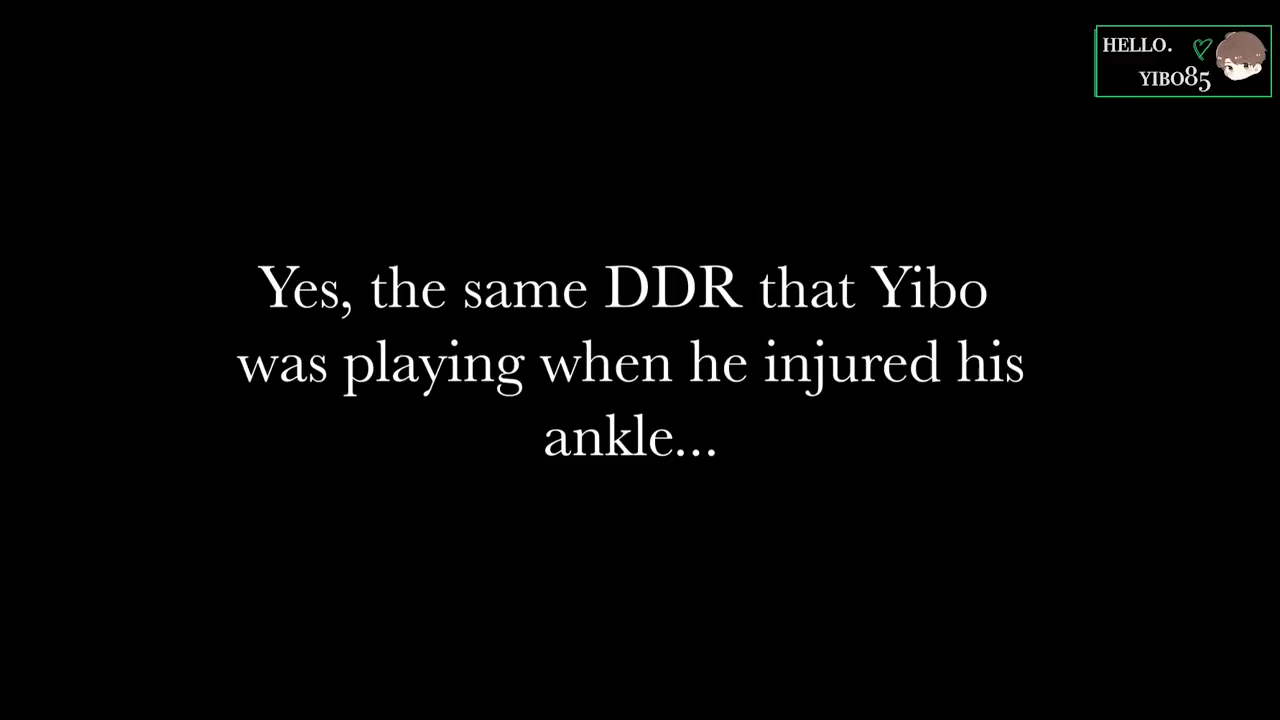 HELLO.
YIBO85
Yes, the same DDR that Yibo
was playing when he injured his
ankle...